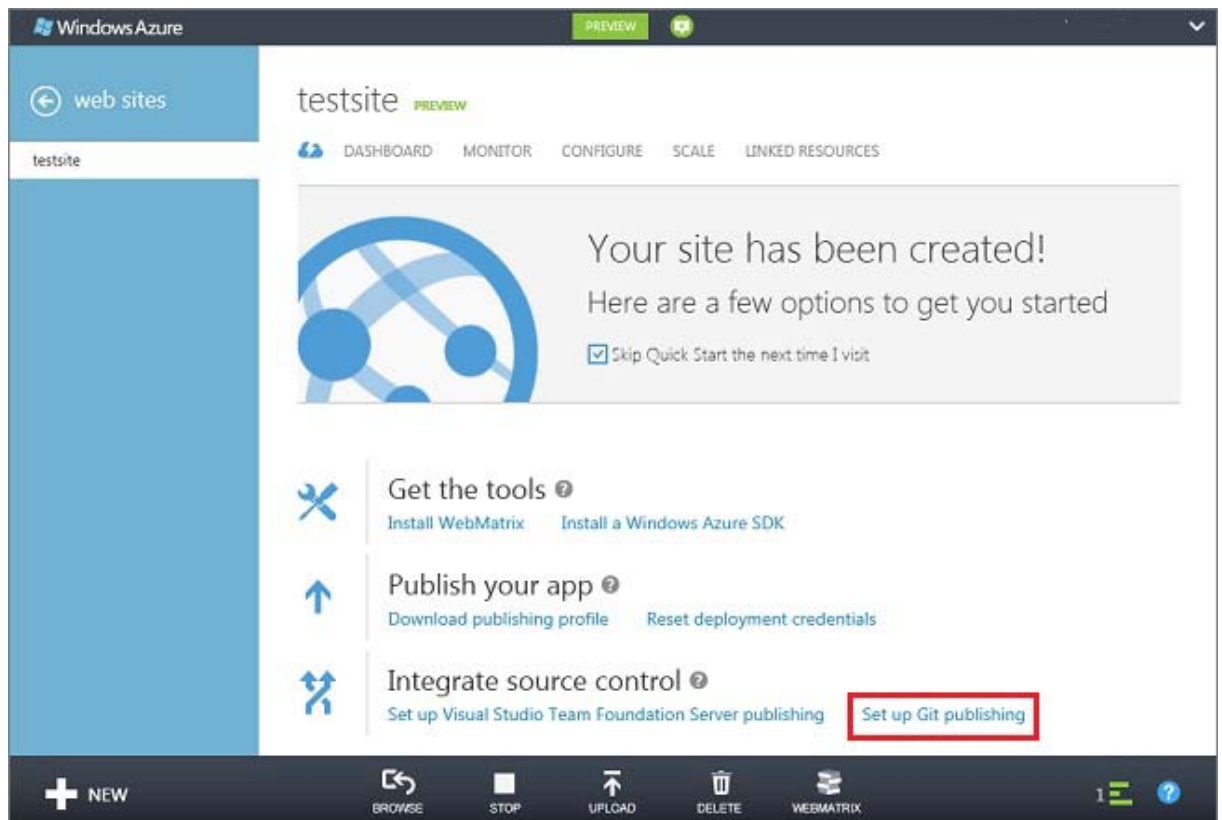 Windows Azure
PREVIEW
web sites
testsite
testsite PREVIEW
DASHBOARD MONITOR CONFIGURE SCALE LINKED RESOURCES
Your site has been created!
Here are a few options to get you started
Skip Quick Start the next time I visit
Get the tools ?
Install WebMatrix Install a Windows Azure SDK
Publish your app ?
Download publishing profile Reset deployment credentials
Integrate source control ?
Set up Visual Studio Team Foundation Server publishing Set up Git publishing
NEW
BROWSE STOP UPLOAD DELETE WEBMATRIX
1 ?